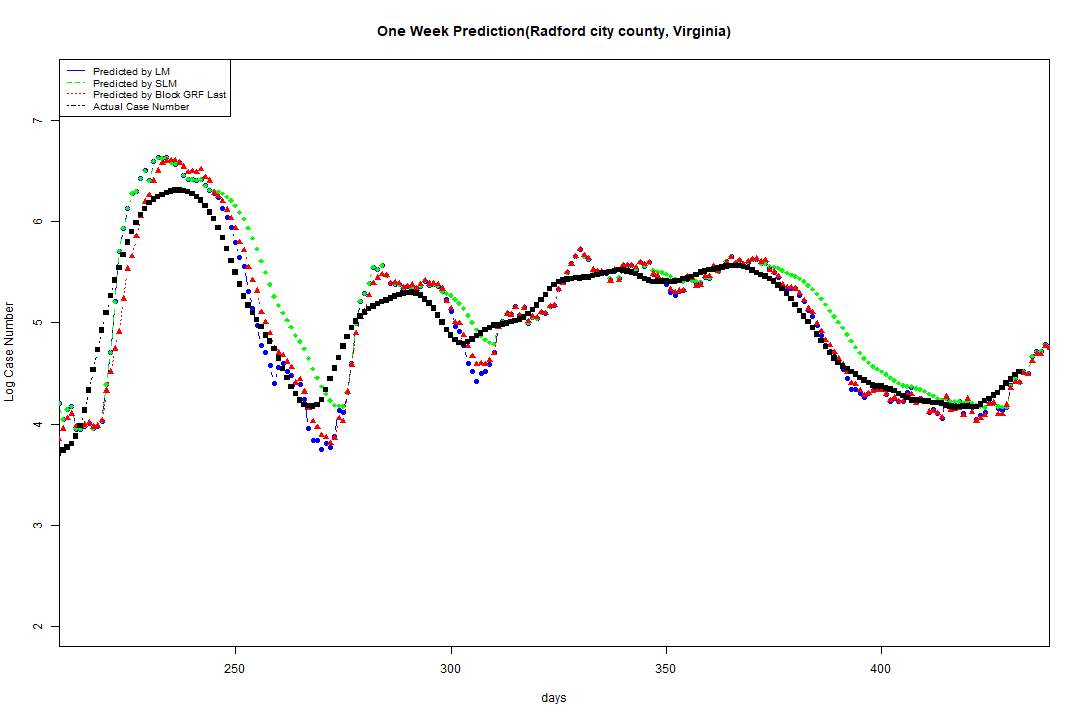 One Week Prediction(Radford city county, Virginia)
Predicted by LM
Predicted by SLM
Predicted by Block GRF Last
Actual Case Number
7
6
5
4
3
2
Log Case Number
250 300 350 400
days